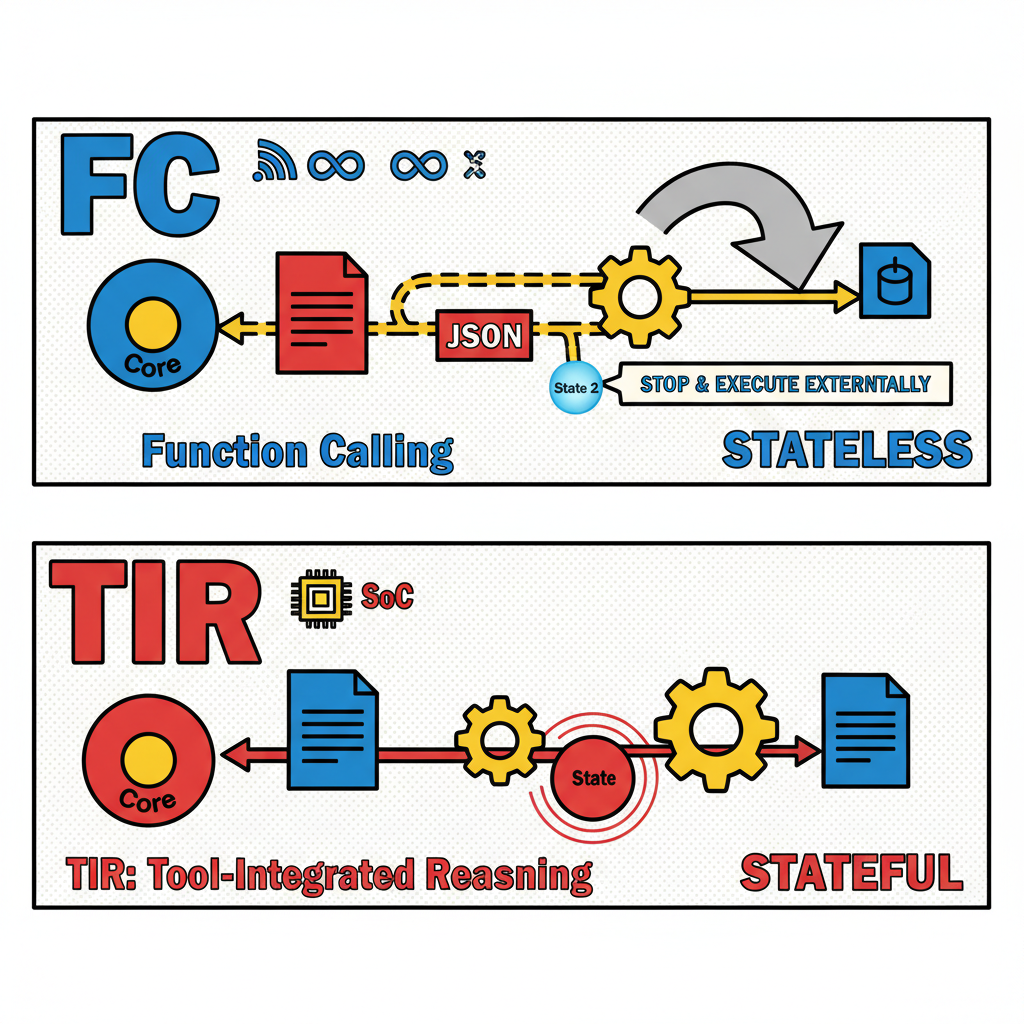 FC
Core
JSON
State 2
STOP & EXECUTE EXTERNTALLY
Function Calling
STATELESS
TIR
SoC
Core
State
TIR: Tool-Integrated Reasning
STATEFUL